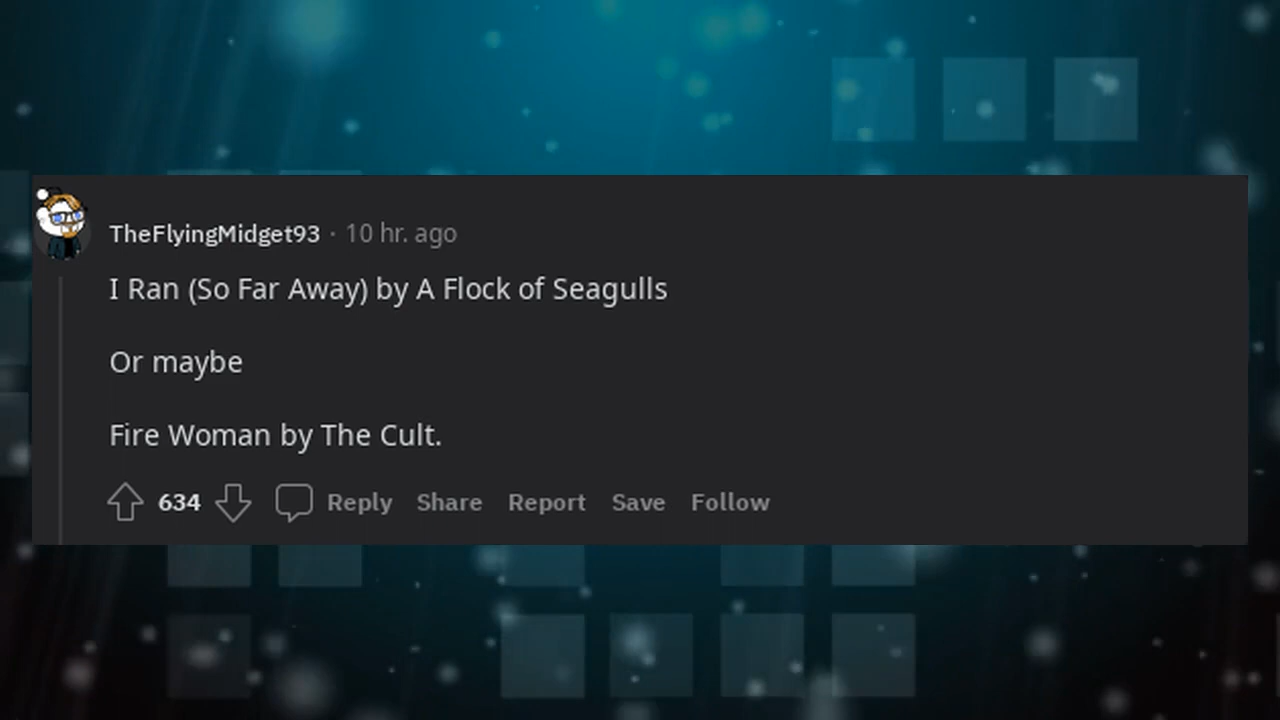 TheFlyingMidget93 · 10 hr. ago
I Ran (So Far Away) by A Flock of Seagulls
Or maybe
Fire Woman by The Cult.
634 Reply Share Report Save Follow